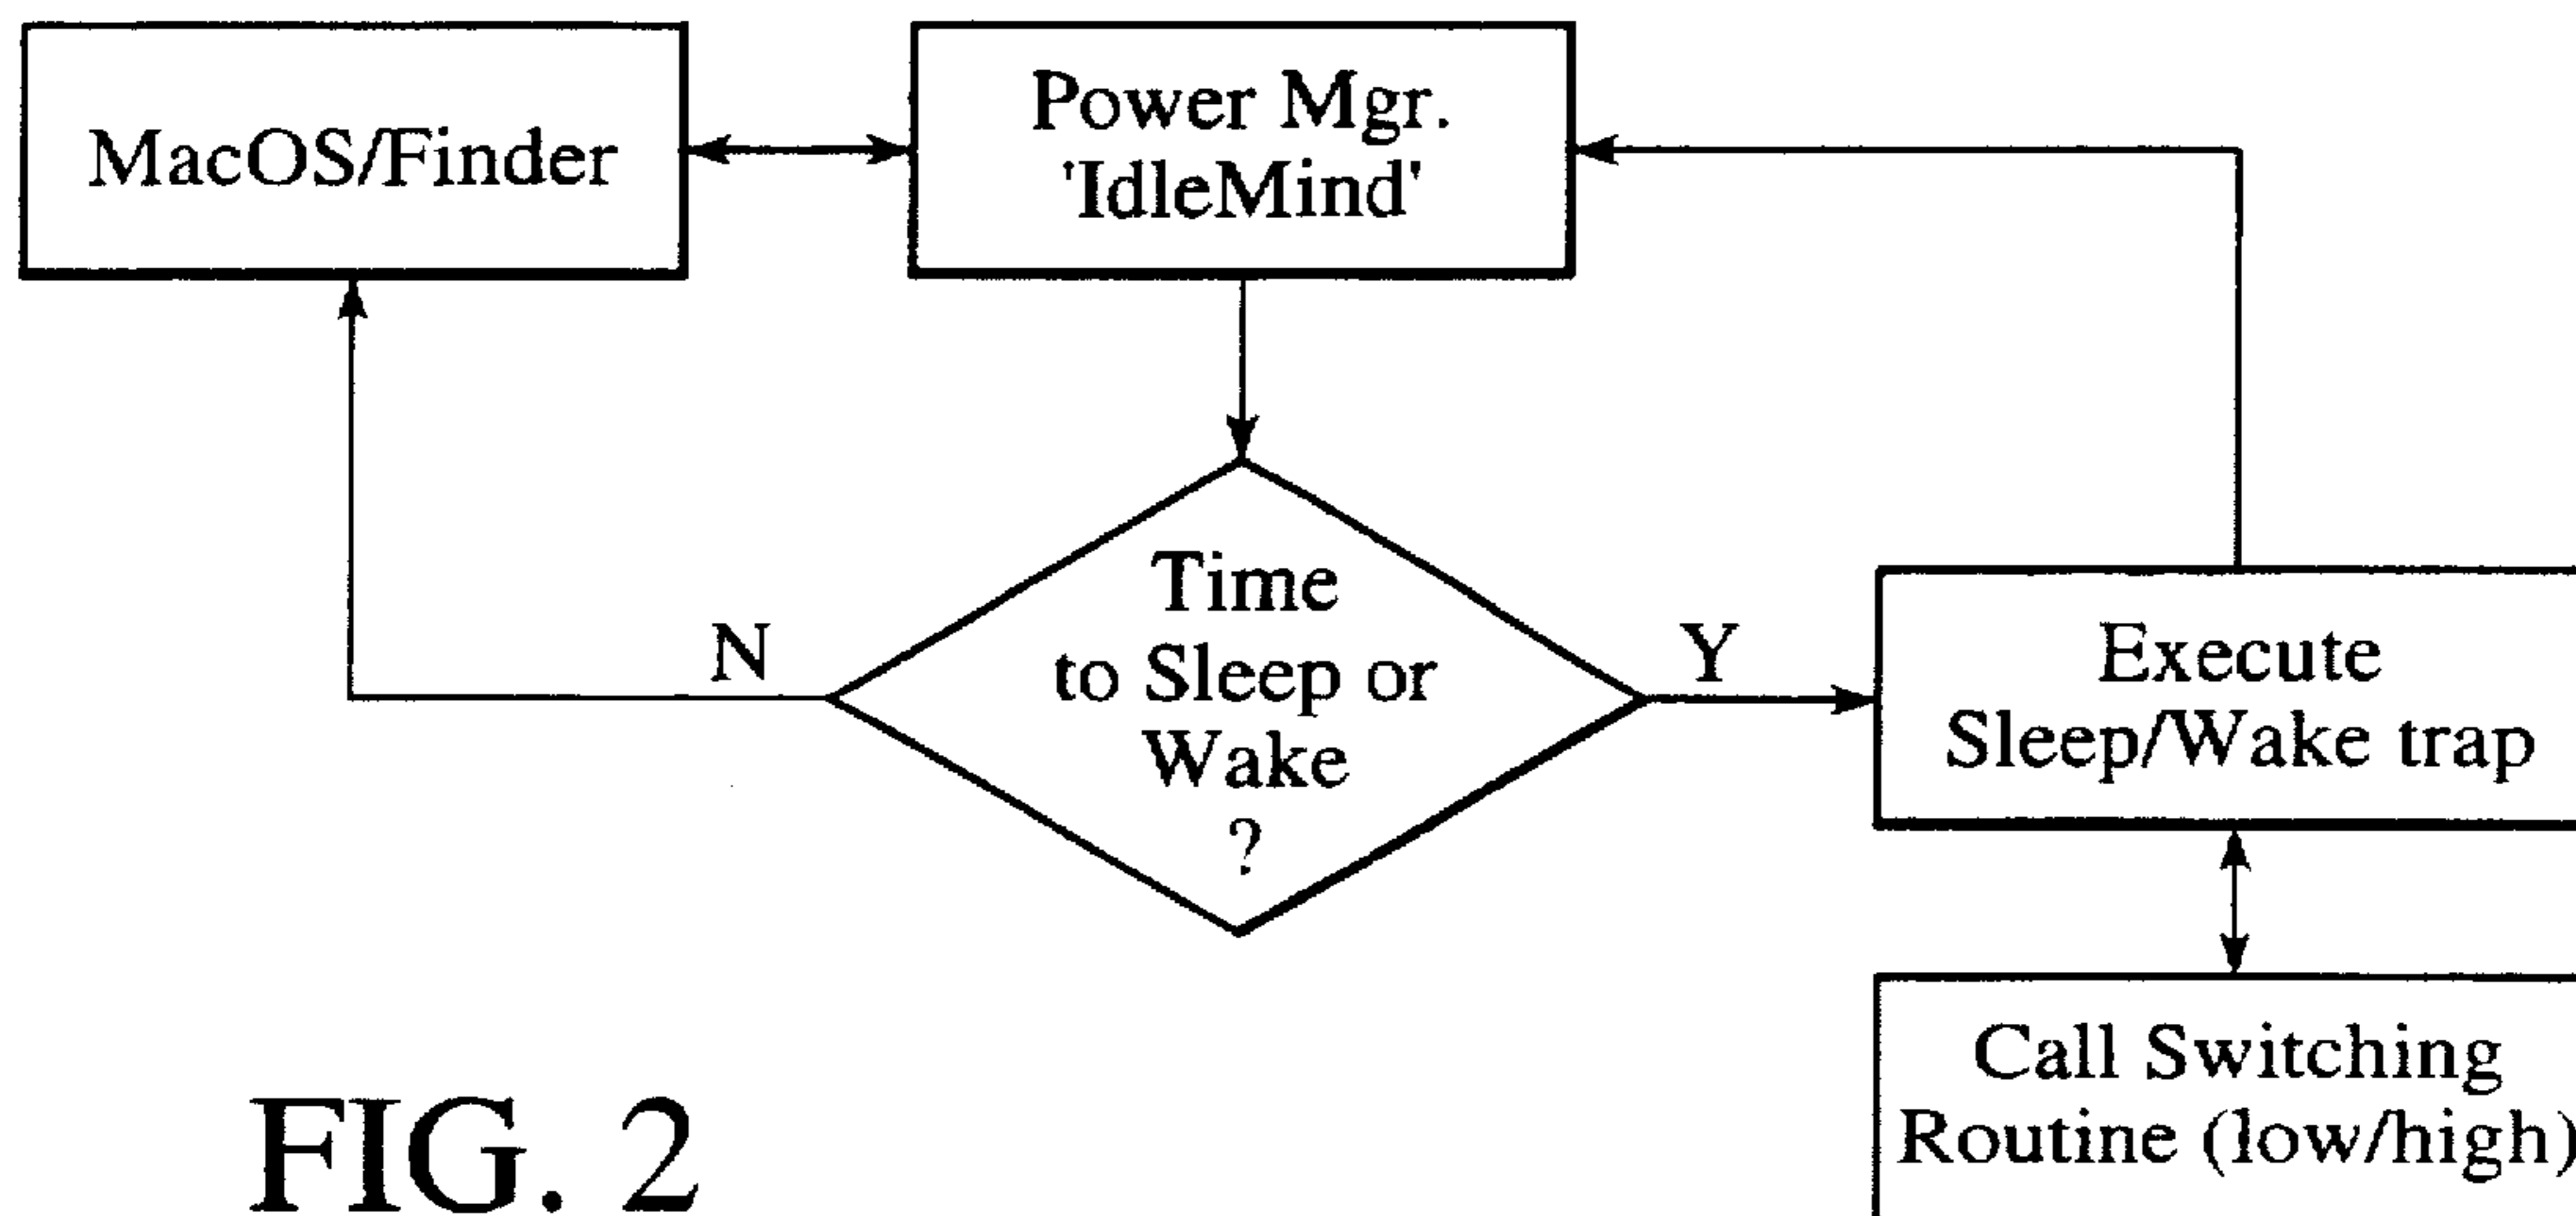 MacOS/Finder
Power Mgr.
'IdleMind'
Time
to Sleep or
Wake
?
N
Y
Execute
Sleep/Wake trap
Call Switching
Routine (low/high)
FIG. 2